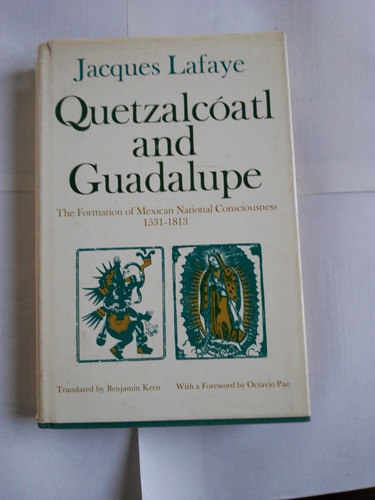 Jacques Lafaye
Quetzalcóatl
and
Guadalupe
The Formation of Mexican National Consciousness
1531-1813
Translated by Benjamin Keen With a Foreword by Octavio Paz